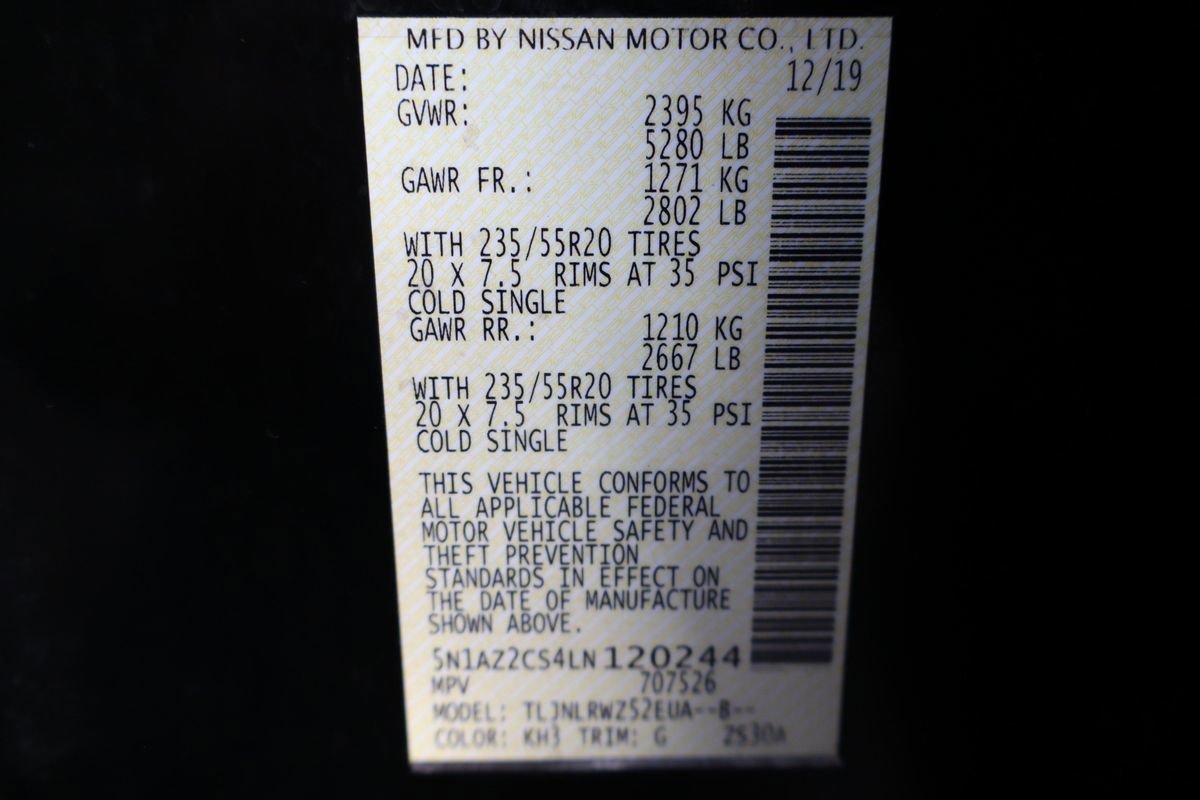 MFD BY NISSAN MOTOR CO., LTD.
DATE: 12/19
GVWR: 2395 KG
5280 LB
GAWR FR.: 1271 KG
2802 LB
WITH 235/55R20 TIRES
20 X 7.5 RIMS AT 35 PSI
COLD SINGLE
GAWR RR.: 1210 KG
2667 LB
WITH 235/55R20 TIRES
20 X 7.5 RIMS AT 35 PSI
COLD SINGLE
THIS VEHICLE CONFORMS TO
ALL APPLICABLE FEDERAL
MOTOR VEHICLE SAFETY AND
THEFT PREVENTION
STANDARDS IN EFFECT ON
THE DATE OF MANUFACTURE
SHOWN ABOVE.
5N1AZ2CS4LN120244
MPV 707526
MODEL: TLJNLRWZ52EUA--B--
COLOR: KH3 TRIM: G